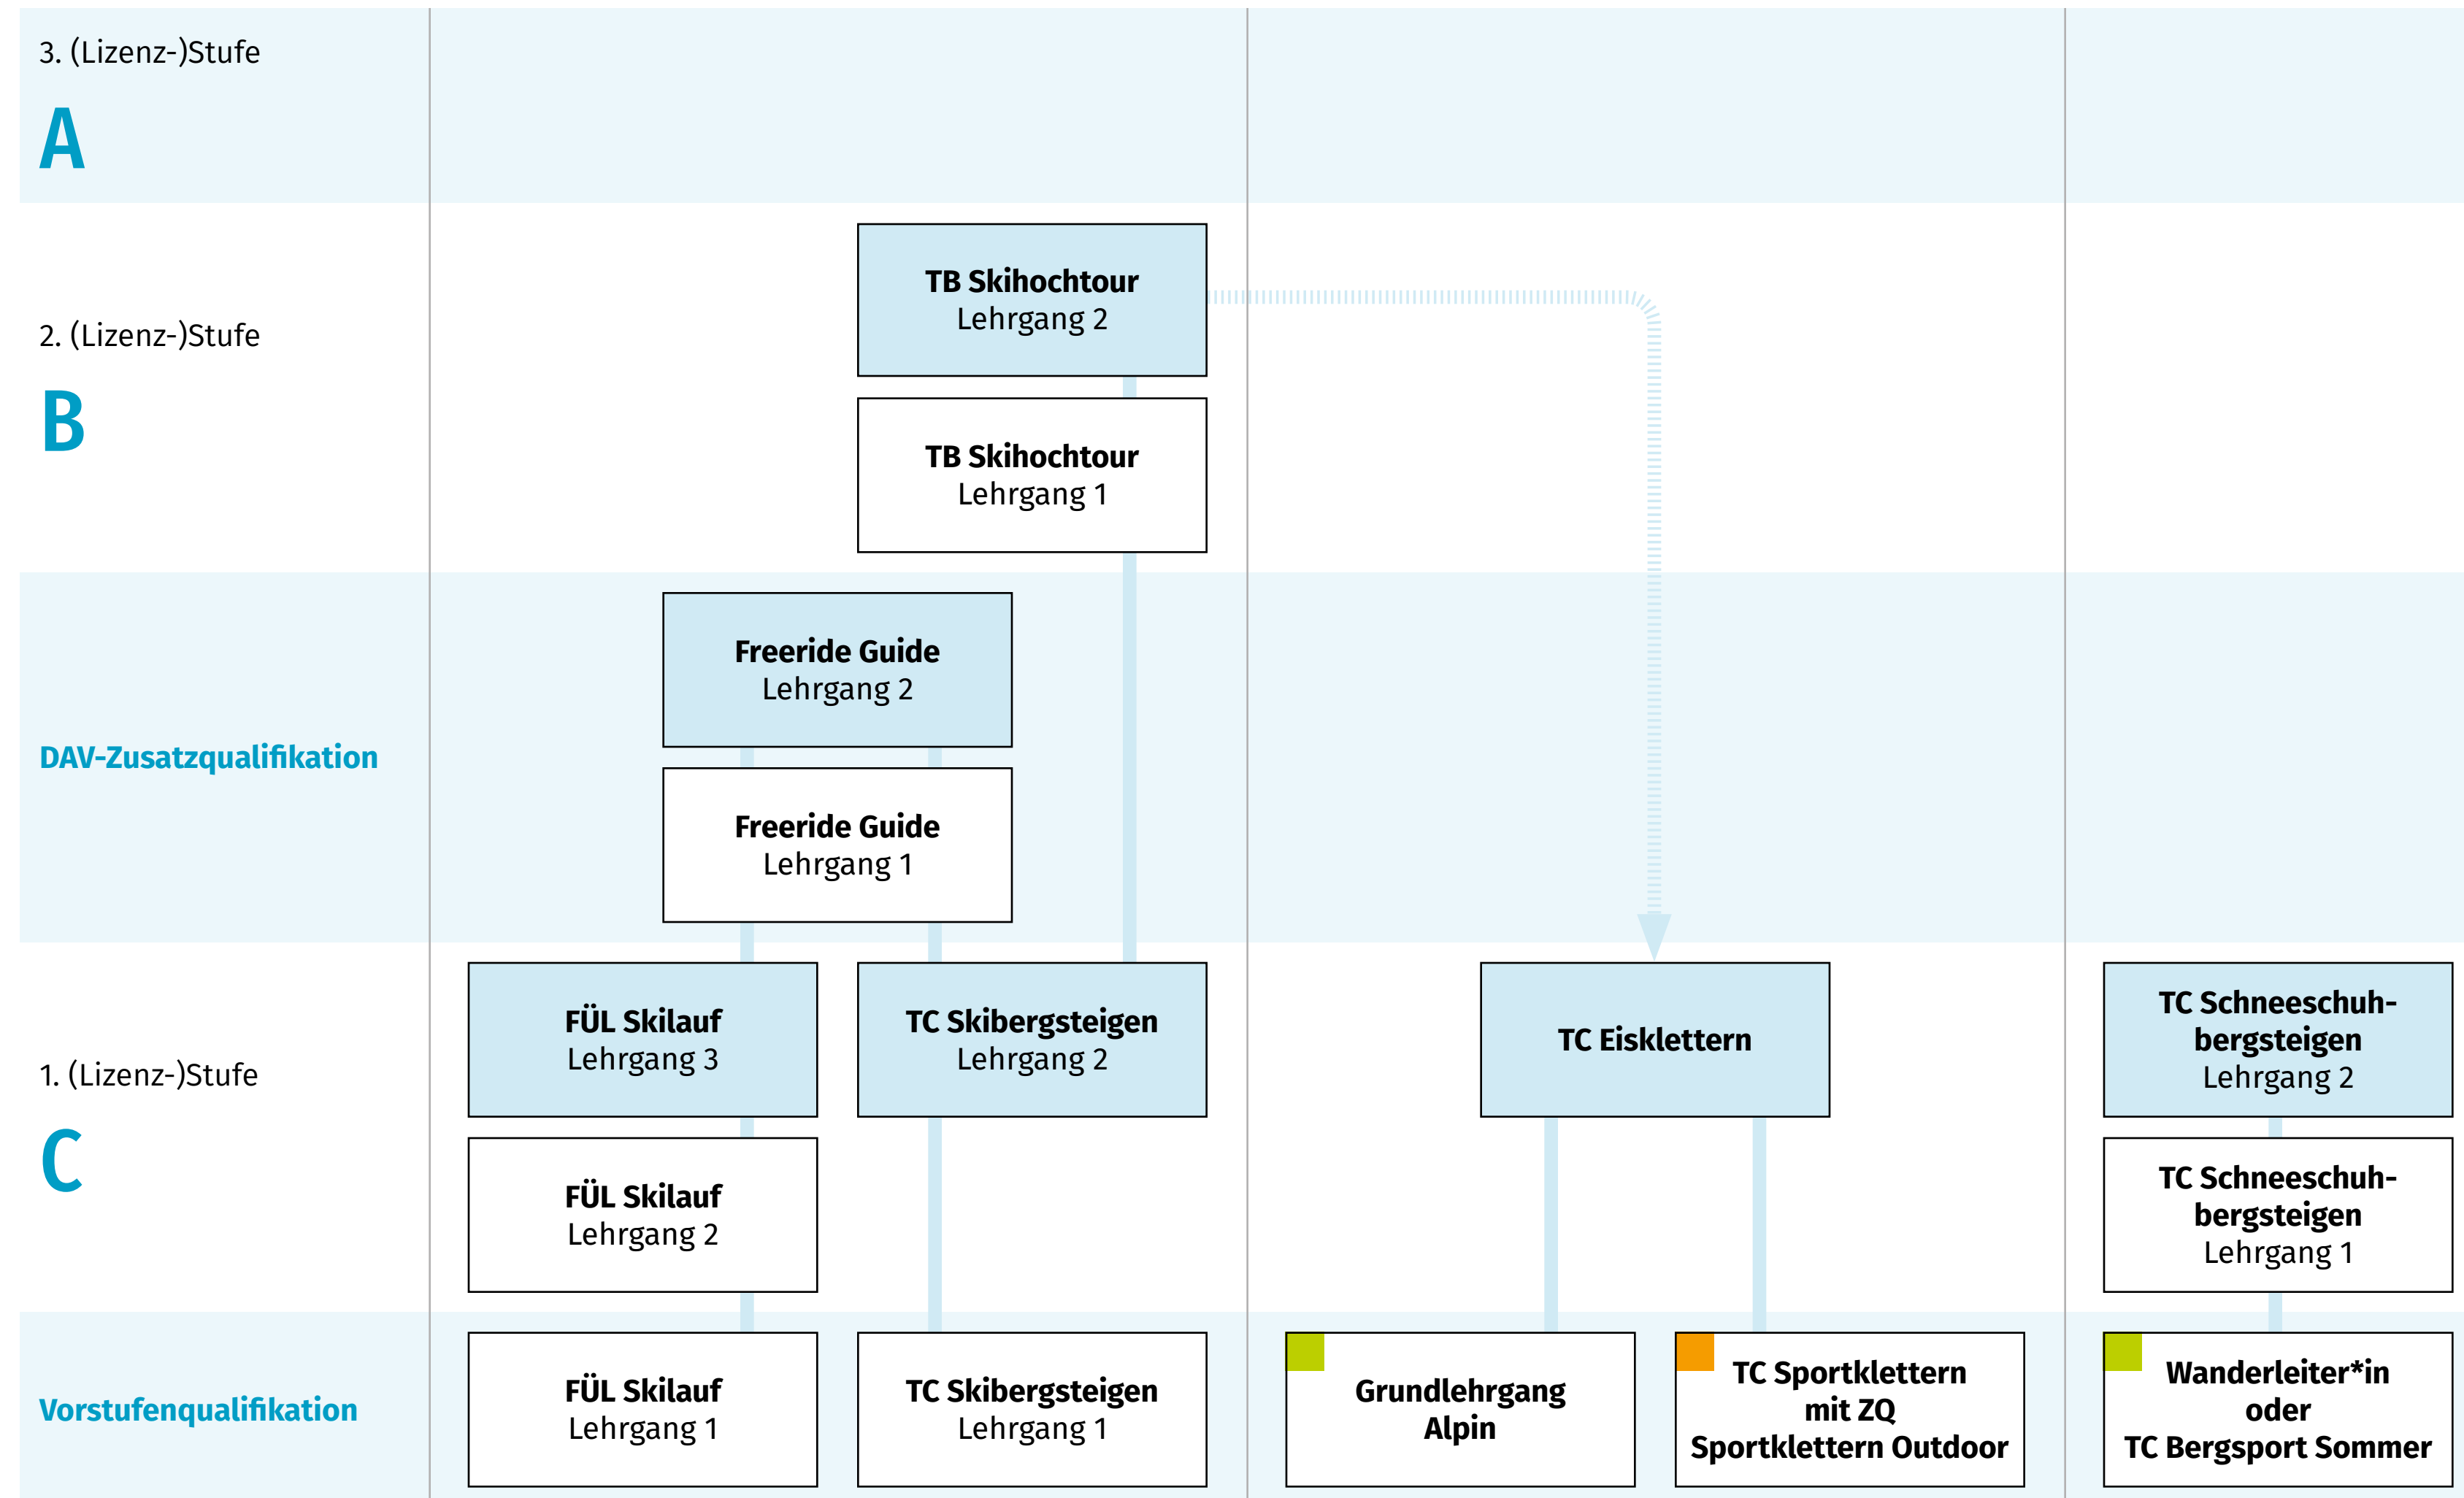 3. (Lizenz-)Stufe
A
2. (Lizenz-)Stufe
B
TB Skihochtour
Lehrgang 2
TB Skihochtour
Lehrgang 1
DAV-Zusatzqualifikation
Freeride Guide
Lehrgang 2
Freeride Guide
Lehrgang 1
1. (Lizenz-)Stufe
C
FÜL Skilauf
Lehrgang 3
TC Skibergsteigen
Lehrgang 2
TC Eisklettern
TC Schneeschuh-
bergsteigen
Lehrgang 2
FÜL Skilauf
Lehrgang 2
TC Schneeschuh-
bergsteigen
Lehrgang 1
Vorstufenqualifikation
FÜL Skilauf
Lehrgang 1
TC Skibergsteigen
Lehrgang 1
Grundlehrgang
Alpin
TC Sportklettern
mit ZQ
Sportklettern Outdoor
Wanderleiter*in
oder
TC Bergsport Sommer